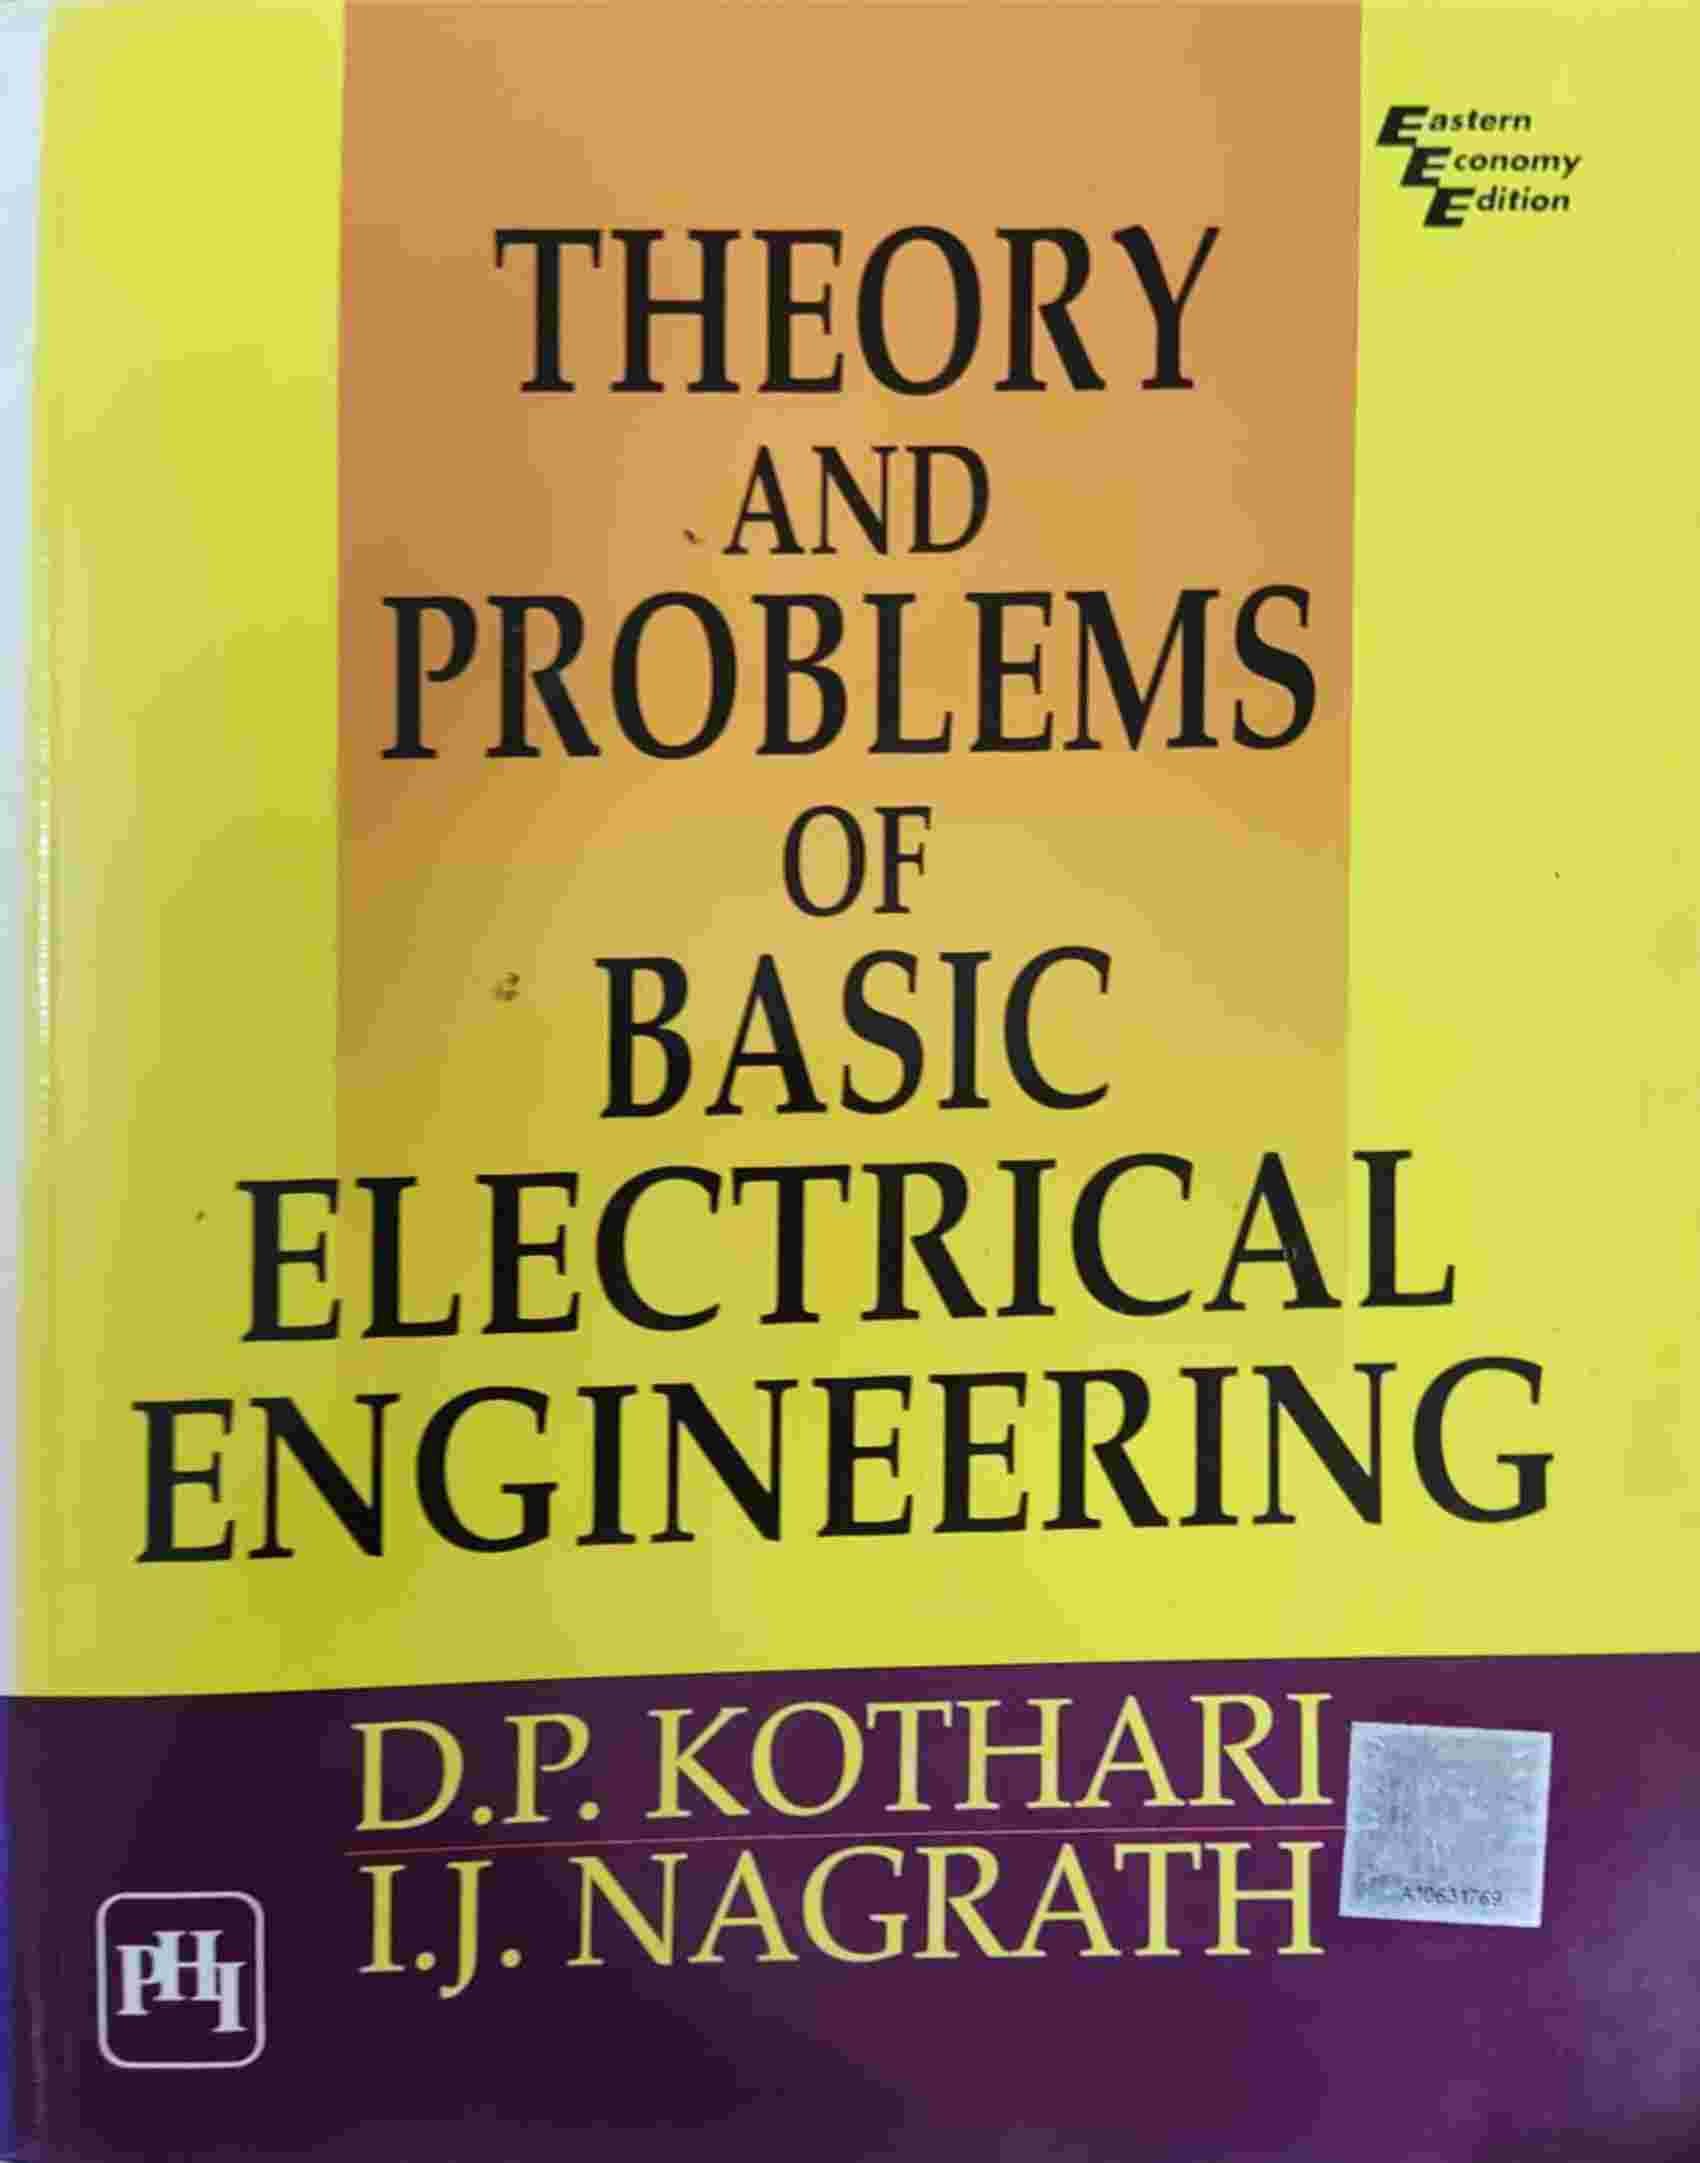 Eastern
Economy
Edition
THEORY
AND
PROBLEMS
OF
BASIC
ELECTRICAL
ENGINEERING
D.P. KOTHARI
I.J. NAGRATH
A10631769
PHI